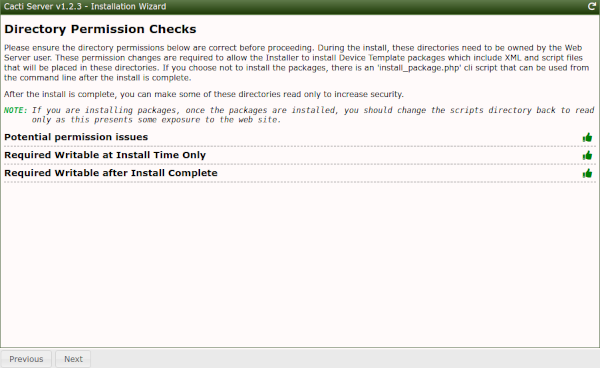 Cacti Server v1.2.3 - Installation Wizard
Directory Permission Checks
Please ensure the directory permissions below are correct before proceeding. During the install, these directories need to be owned by the Web
Server user. These permission changes are required to allow the Installer to install Device Template packages which include XML and script files
that will be placed in these directories. If you choose not to install the packages, there is an 'install_package.php' cli script that can be used from
the command line after the install is complete.
After the install is complete, you can make some of these directories read only to increase security.
NOTE: If you are installing packages, once the packages are installed, you should change the scripts directory back to read
only as this presents some exposure to the web site.
Potential permission issues
Required Writable at Install Time Only
Required Writable after Install Complete
Previous Next